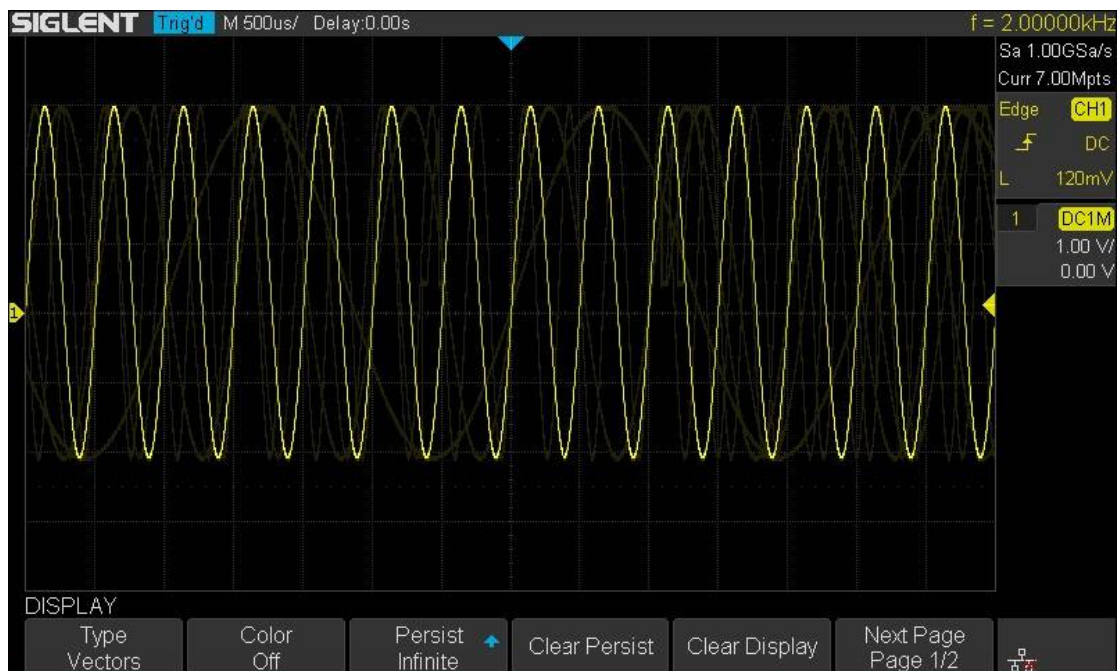 SIGLENT Trig'd M 500us/ Delay:0.00s f = 2.00000kHz
Sa 1.00GSa/s
Curr 7.00Mpts
Edge CH1
DC
L 120mV
1 DC1M
1.00 V/
0.00 V
1
DISPLAY
Type Color Persist Clear Persist Clear Display Next Page
Vectors Off Infinite Page 1/2